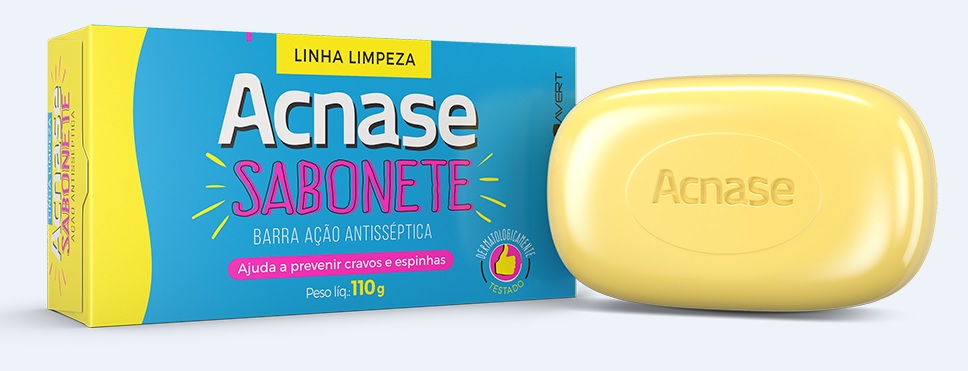 LINHA LIMPEZA
Acnase
SABONETE
BARRA AÇÃO ANTISSÉPTICA
Ajuda a prevenir cravos e espinhas
Peso líq.: 110 g
DERMATOLOGICAMENTE
TESTADO
AVERT
LINHA LIMPEZA
Acnase
SABONETE
AÇÃO ANTISSÉPTICA
Acnase